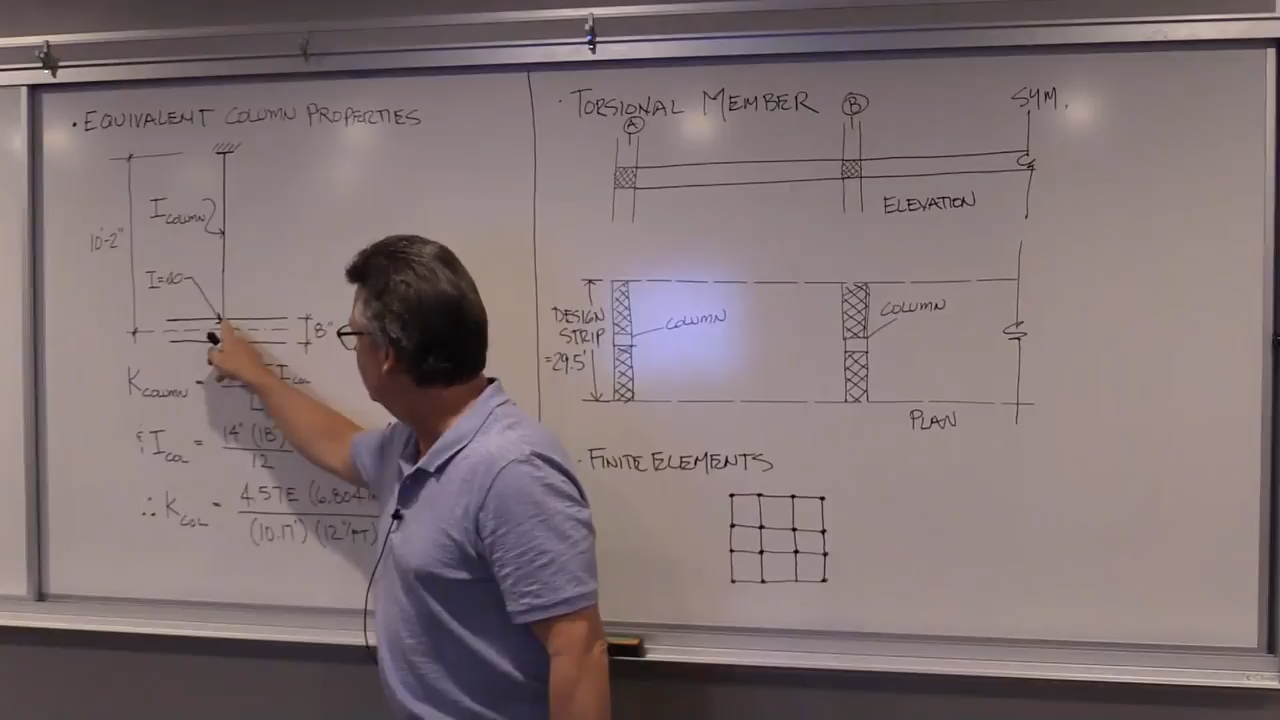 • EQUIVALENT COLUMN PROPERTIES
I COLUMN
10'-2"
I=∞
8"
K COLUMN =
I COL
L
& I COL = 14" (18")
12
∴ K COL = 4.57E (6.804
(10.17') (12"/FT)
• TORSIONAL MEMBER
A
B
SYM.
ELEVATION
DESIGN
STRIP
=29.5'
COLUMN
COLUMN
PLAN
• FINITE ELEMENTS